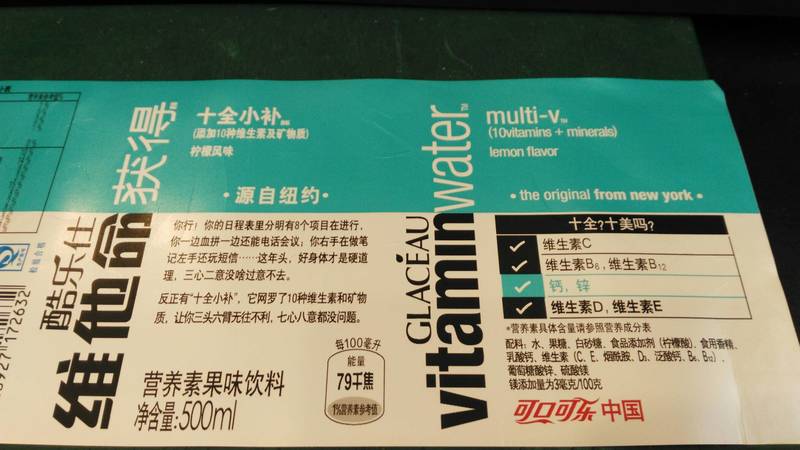 酷乐仕
维他命获得
十全小补
(添加10种维生素及矿物质)
柠檬风味
·源自纽约·
你行！你的日程表里分明有8个项目在进行，
你一边血拼一边还能电话会议；你右手在做笔
记左手还玩短信……这年头，好身体才是硬道
理，三心二意没啥过意不去。
反正有“十全小补”，它网罗了10种维生素和矿物
质，让你三头六臂无往不利，七心八意都没问题。
每100毫升
能量
79千焦
1%营养素参考值
营养素果味饮料
净含量:500ml
GLACÉAU
vitaminwater™
multi-v™
(10vitamins + minerals)
lemon flavor
• the original from new york •
十全?十美吗?
维生素C
维生素B6, 维生素B12
钙, 锌
维生素D, 维生素E
*营养素具体含量请参照营养成分表
配料: 水、果糖、白砂糖、食品添加剂 (柠檬酸)、食用香精、
乳酸钙、维生素 (C、E、烟酰胺、D3、泛酸钙、B6、B12)、
葡萄糖酸锌、硫酸镁
镁添加量为3毫克/100克
可口可乐中国